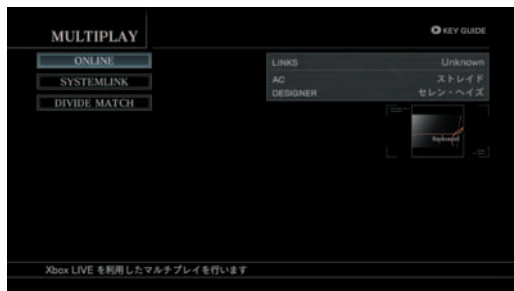 MULTIPLAY
KEY GUIDE
ONLINE
SYSTEMLINK
DIVIDE MATCH
LINKS Unknown
AC ストレイド
DESIGNER セレン・ヘイズ
Rayleonard
Xbox LIVE を利用したマルチプレイを行います